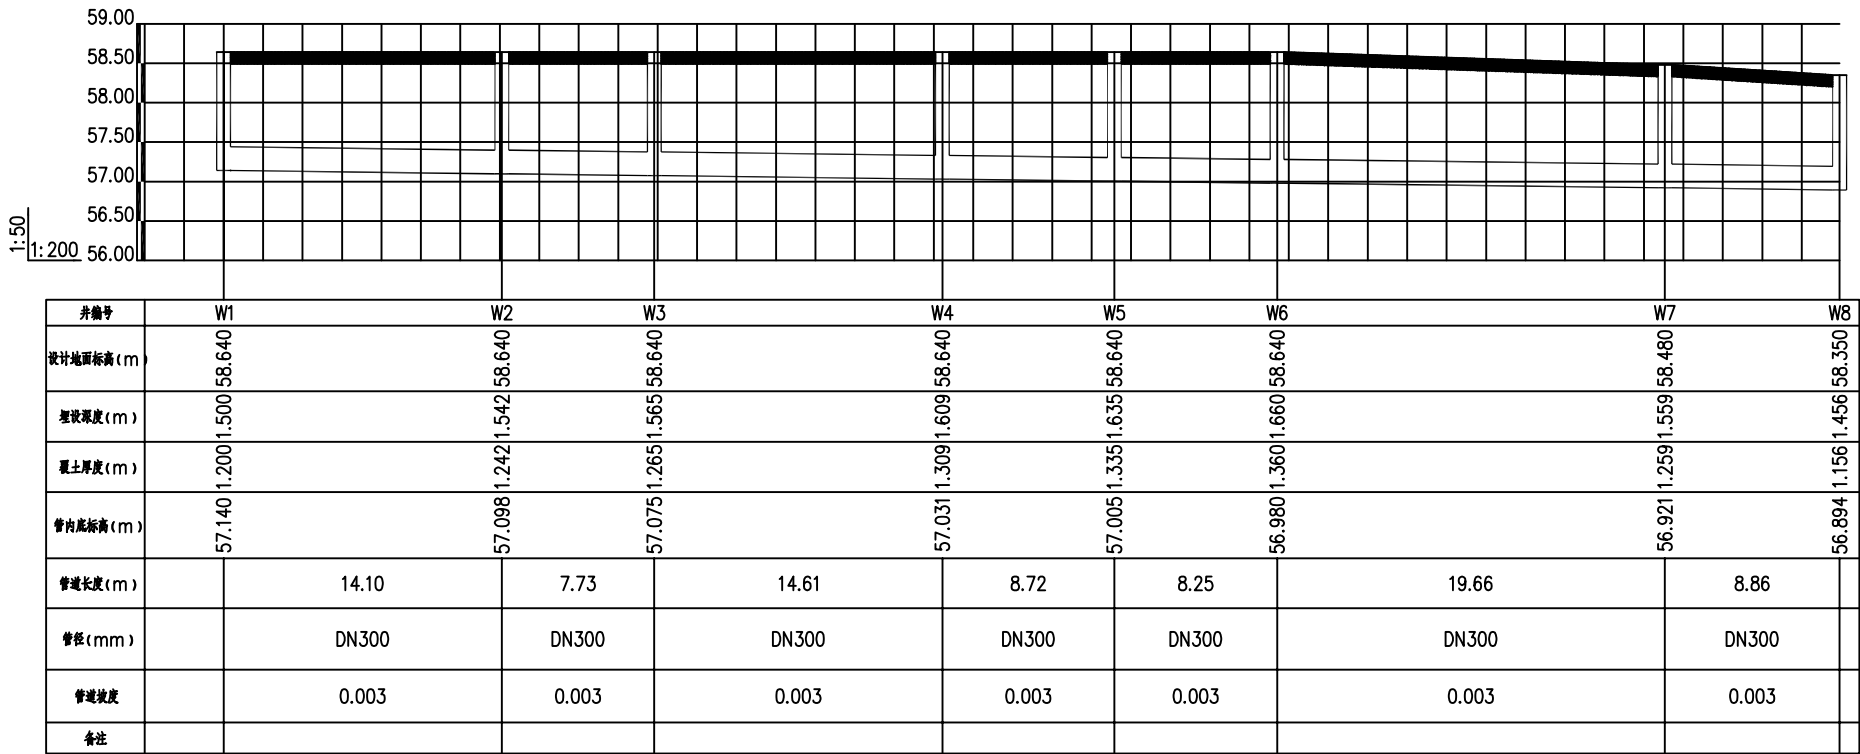 59.00
58.50
58.00
57.50
57.00
56.50
56.00
1:50
1:200
井编号 W1 W2 W3 W4 W5 W6 W7 W8
设计地面标高(m) 58.640 58.640 58.640 58.640 58.640 58.640 58.480 58.350
埋设深度(m) 1.500 1.542 1.565 1.609 1.635 1.660 1.559 1.456
覆土厚度(m) 1.200 1.242 1.265 1.309 1.335 1.360 1.259 1.156
管内底标高(m) 57.140 57.098 57.075 57.031 57.005 56.980 56.921 56.894
管道长度(m) 14.10 7.73 14.61 8.72 8.25 19.66 8.86
管径(mm) DN300 DN300 DN300 DN300 DN300 DN300 DN300
管道坡度 0.003 0.003 0.003 0.003 0.003 0.003 0.003
备注